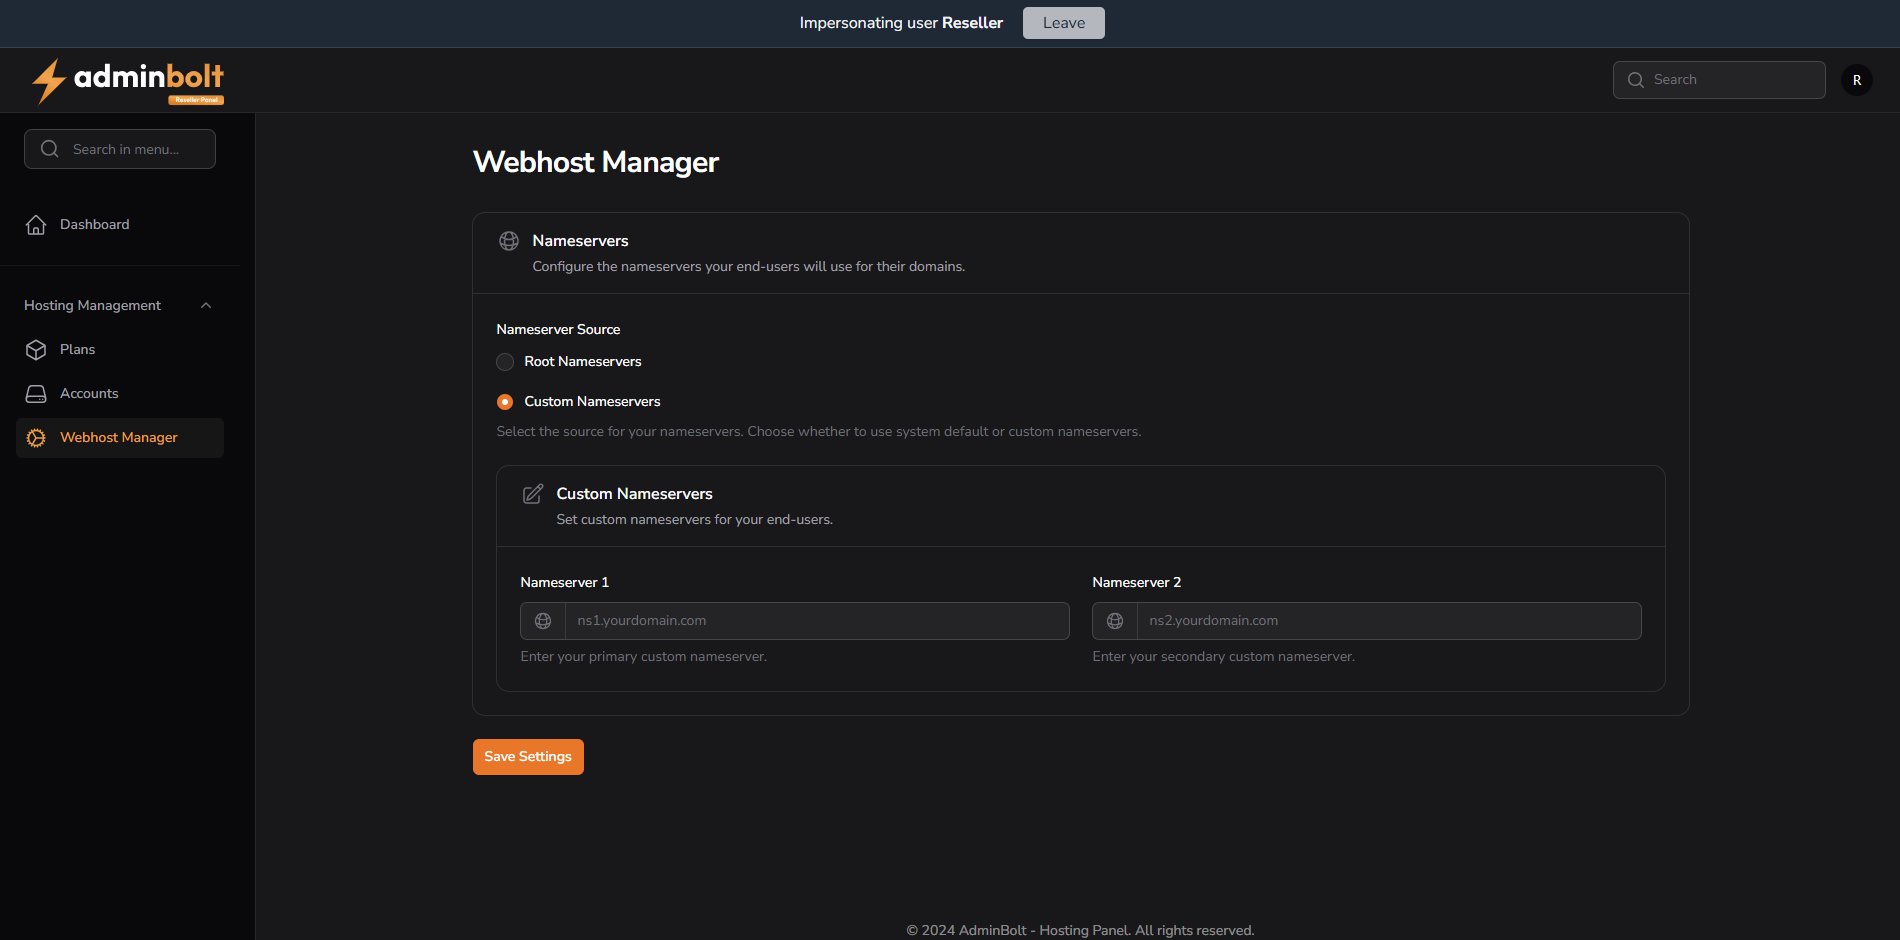 Impersonating user Reseller
Leave
adminbolt
Reseller Panel
Search
R
Search in menu...
Dashboard
Hosting Management
Plans
Accounts
Webhost Manager
Webhost Manager
Nameservers
Configure the nameservers your end-users will use for their domains.
Nameserver Source
Root Nameservers
Custom Nameservers
Select the source for your nameservers. Choose whether to use system default or custom nameservers.
Custom Nameservers
Set custom nameservers for your end-users.
Nameserver 1
ns1.yourdomain.com
Enter your primary custom nameserver.
Nameserver 2
ns2.yourdomain.com
Enter your secondary custom nameserver.
Save Settings
© 2024 AdminBolt - Hosting Panel. All rights reserved.